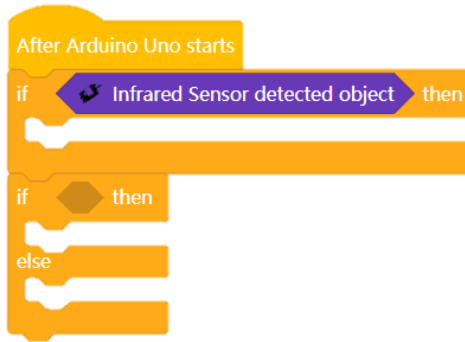 After Arduino Uno starts
if Infrared Sensor detected object then
if then
else